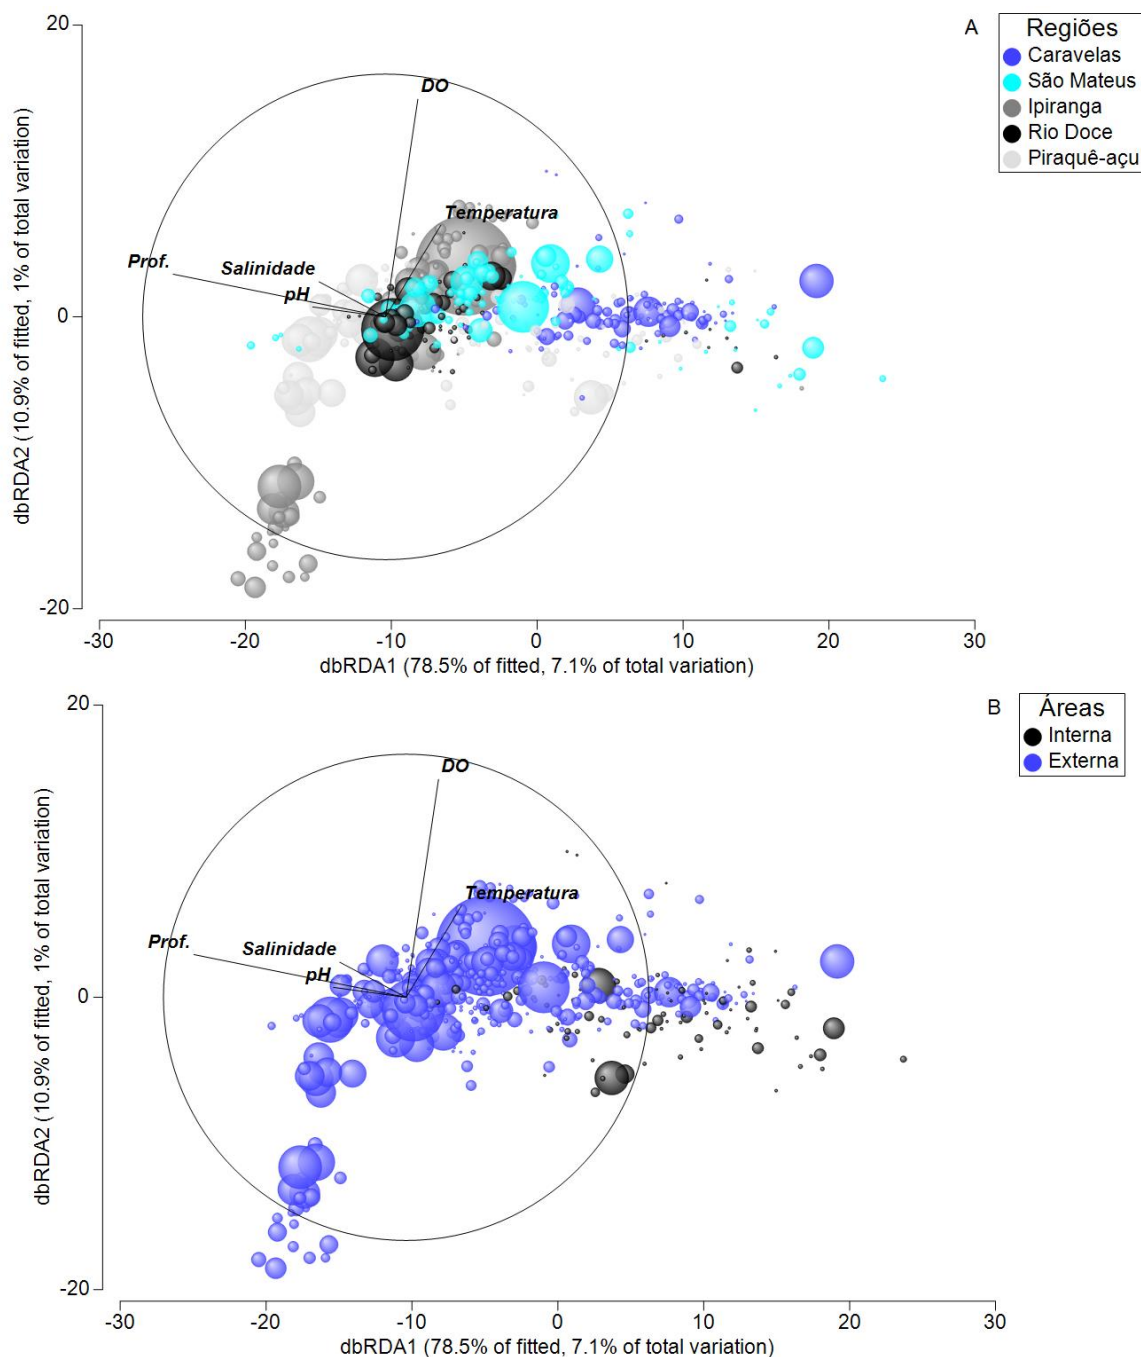 A
Regiões
Caravelas
São Mateus
Ipiranga
Rio Doce
Piraquê-açu
20
0
-20
dbRDA2 (10.9% of fitted, 1% of total variation)
DO
Temperatura
Prof.
Salinidade
pH
-30 -20 -10 0 10 20 30
dbRDA1 (78.5% of fitted, 7.1% of total variation)
B
Áreas
Interna
Externa
20
0
-20
dbRDA2 (10.9% of fitted, 1% of total variation)
DO
Temperatura
Prof.
Salinidade
pH
-30 -20 -10 0 10 20 30
dbRDA1 (78.5% of fitted, 7.1% of total variation)